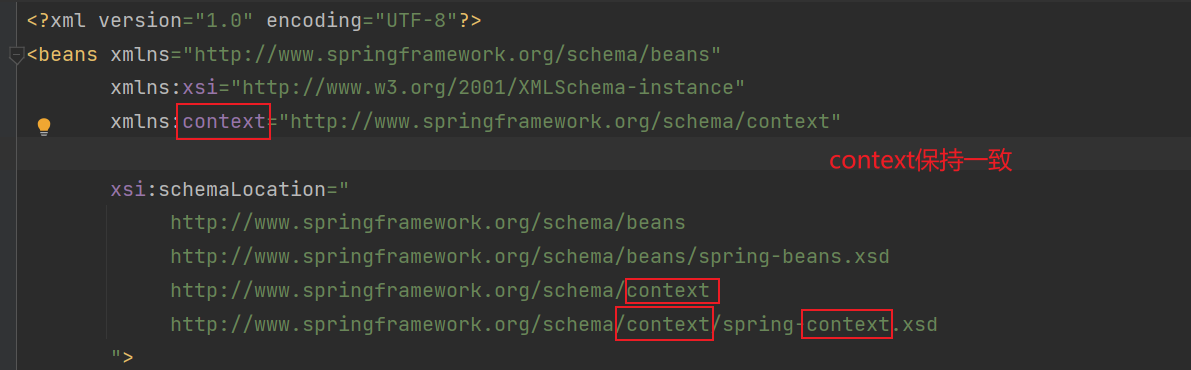 <?xml version="1.0" encoding="UTF-8"?>
<beans xmlns="http://www.springframework.org/schema/beans"
xmlns:xsi="http://www.w3.org/2001/XMLSchema-instance"
xmlns:context="http://www.springframework.org/schema/context"
context保持一致
xsi:schemaLocation="
http://www.springframework.org/schema/beans
http://www.springframework.org/schema/beans/spring-beans.xsd
http://www.springframework.org/schema/context
http://www.springframework.org/schema/context/spring-context.xsd
">